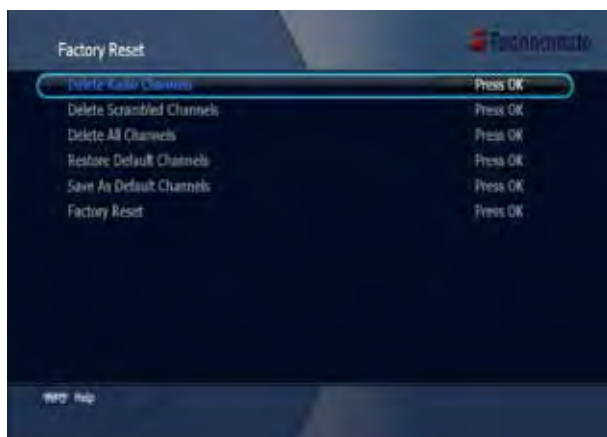 Factory Reset
Technomate
Delete Radio Channels Press OK
Delete Scrambled Channels Press OK
Delete All Channels Press OK
Restore Default Channels Press OK
Save As Default Channels Press OK
Factory Reset Press OK
INFO Help